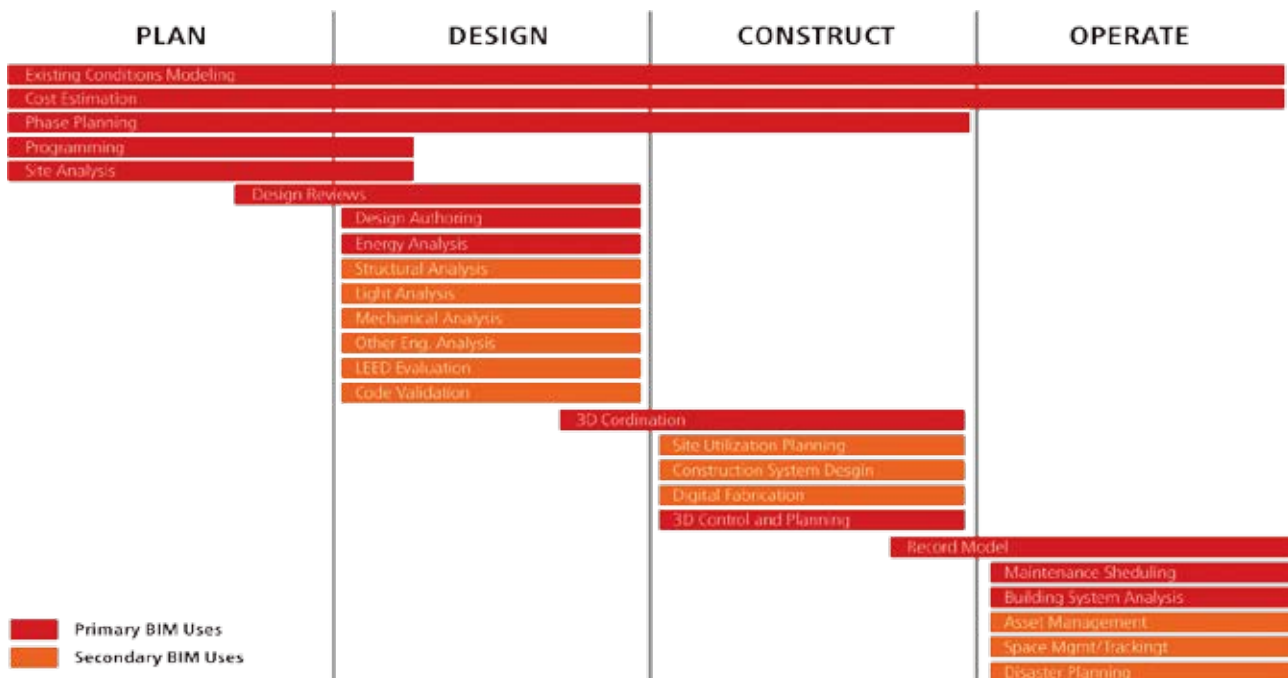 PLAN DESIGN CONSTRUCT OPERATE
Existing Conditions Modeling
Cost Estimation
Phase Planning
Programming
Site Analysis
Design Reviews
Design Authoring
Energy Analysis
Structural Analysis
Light Analysis
Mechanical Analysis
Other Eng. Analysis
LEED Evaluation
Code Validation
3D Cordination
Site Utilization Planning
Construction System Desgin
Digital Fabrication
3D Control and Planning
Record Model
Maintenance Sheduling
Building System Analysis
Asset Management
Space Mgmt/Trackingt
Disaster Planning
Primary BIM Uses
Secondary BIM Uses